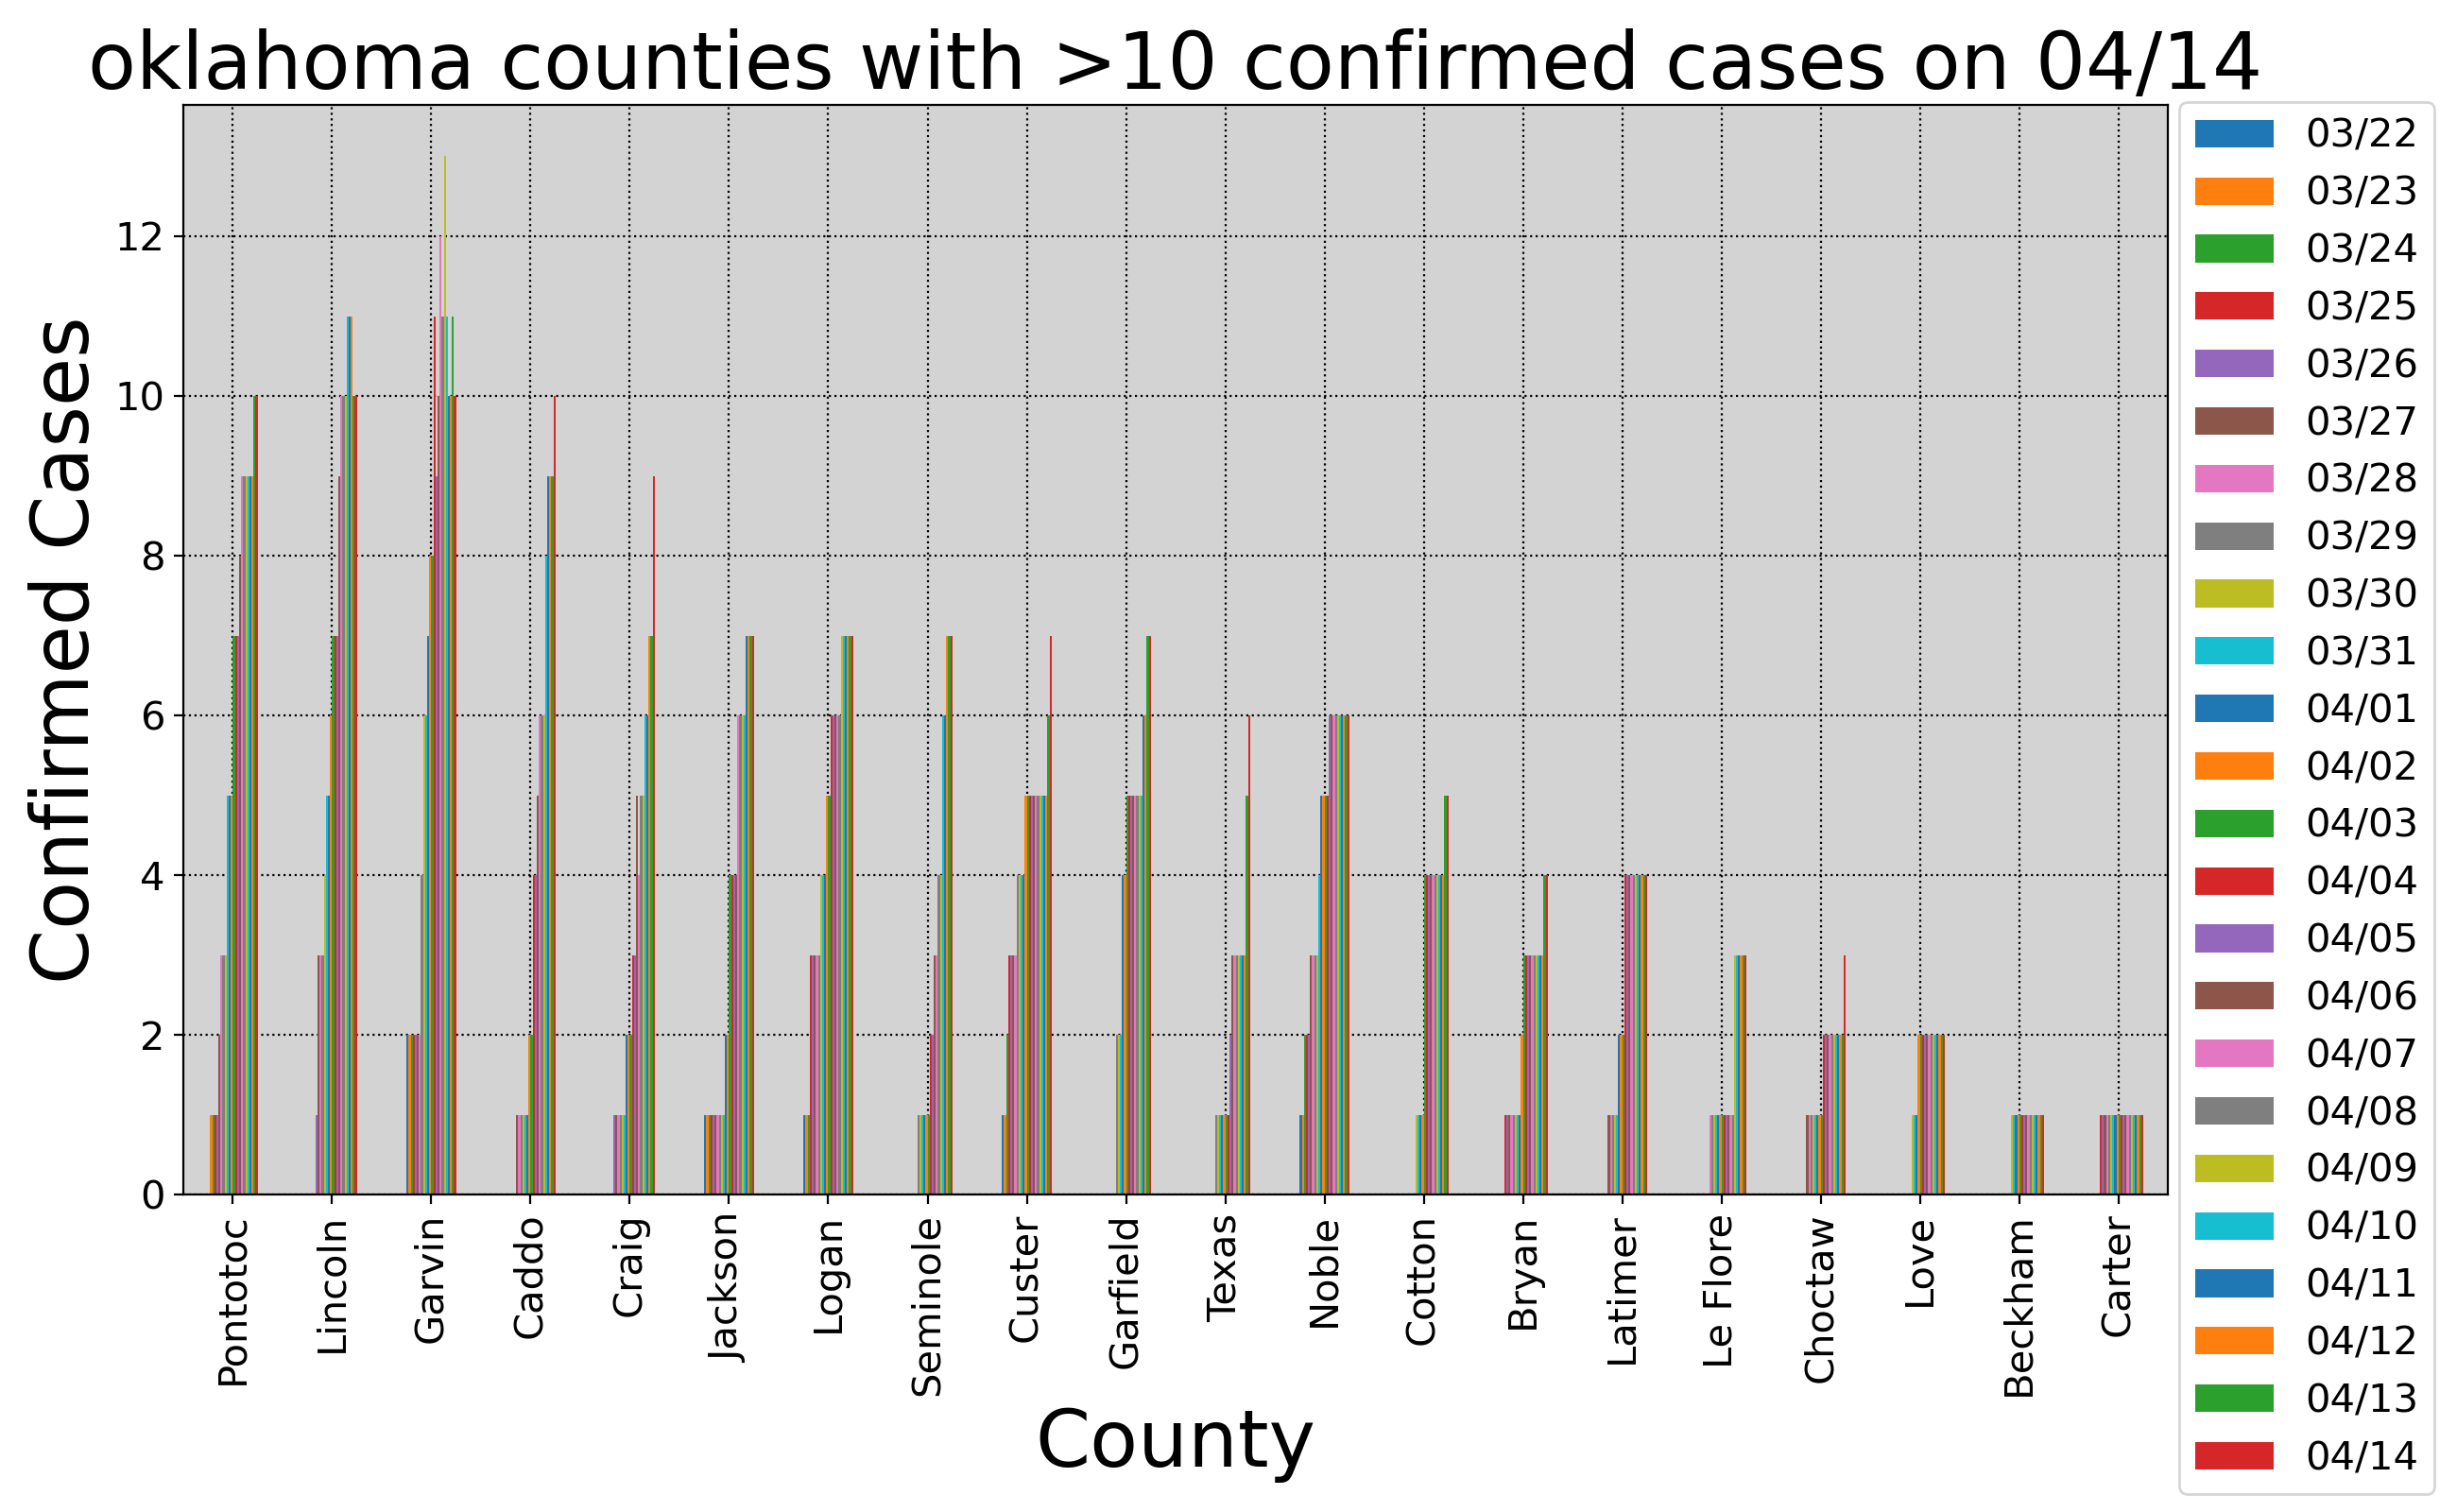 oklahoma counties with >10 confirmed cases on 04/14
Confirmed Cases
12
10
8
6
4
2
0
Pontotoc
Lincoln
Garvin
Caddo
Craig
Jackson
Logan
Seminole
Custer
Garfield
Texas
Noble
Cotton
Bryan
Latimer
Le Flore
Choctaw
Love
Beckham
Carter
County
03/22
03/23
03/24
03/25
03/26
03/27
03/28
03/29
03/30
03/31
04/01
04/02
04/03
04/04
04/05
04/06
04/07
04/08
04/09
04/10
04/11
04/12
04/13
04/14